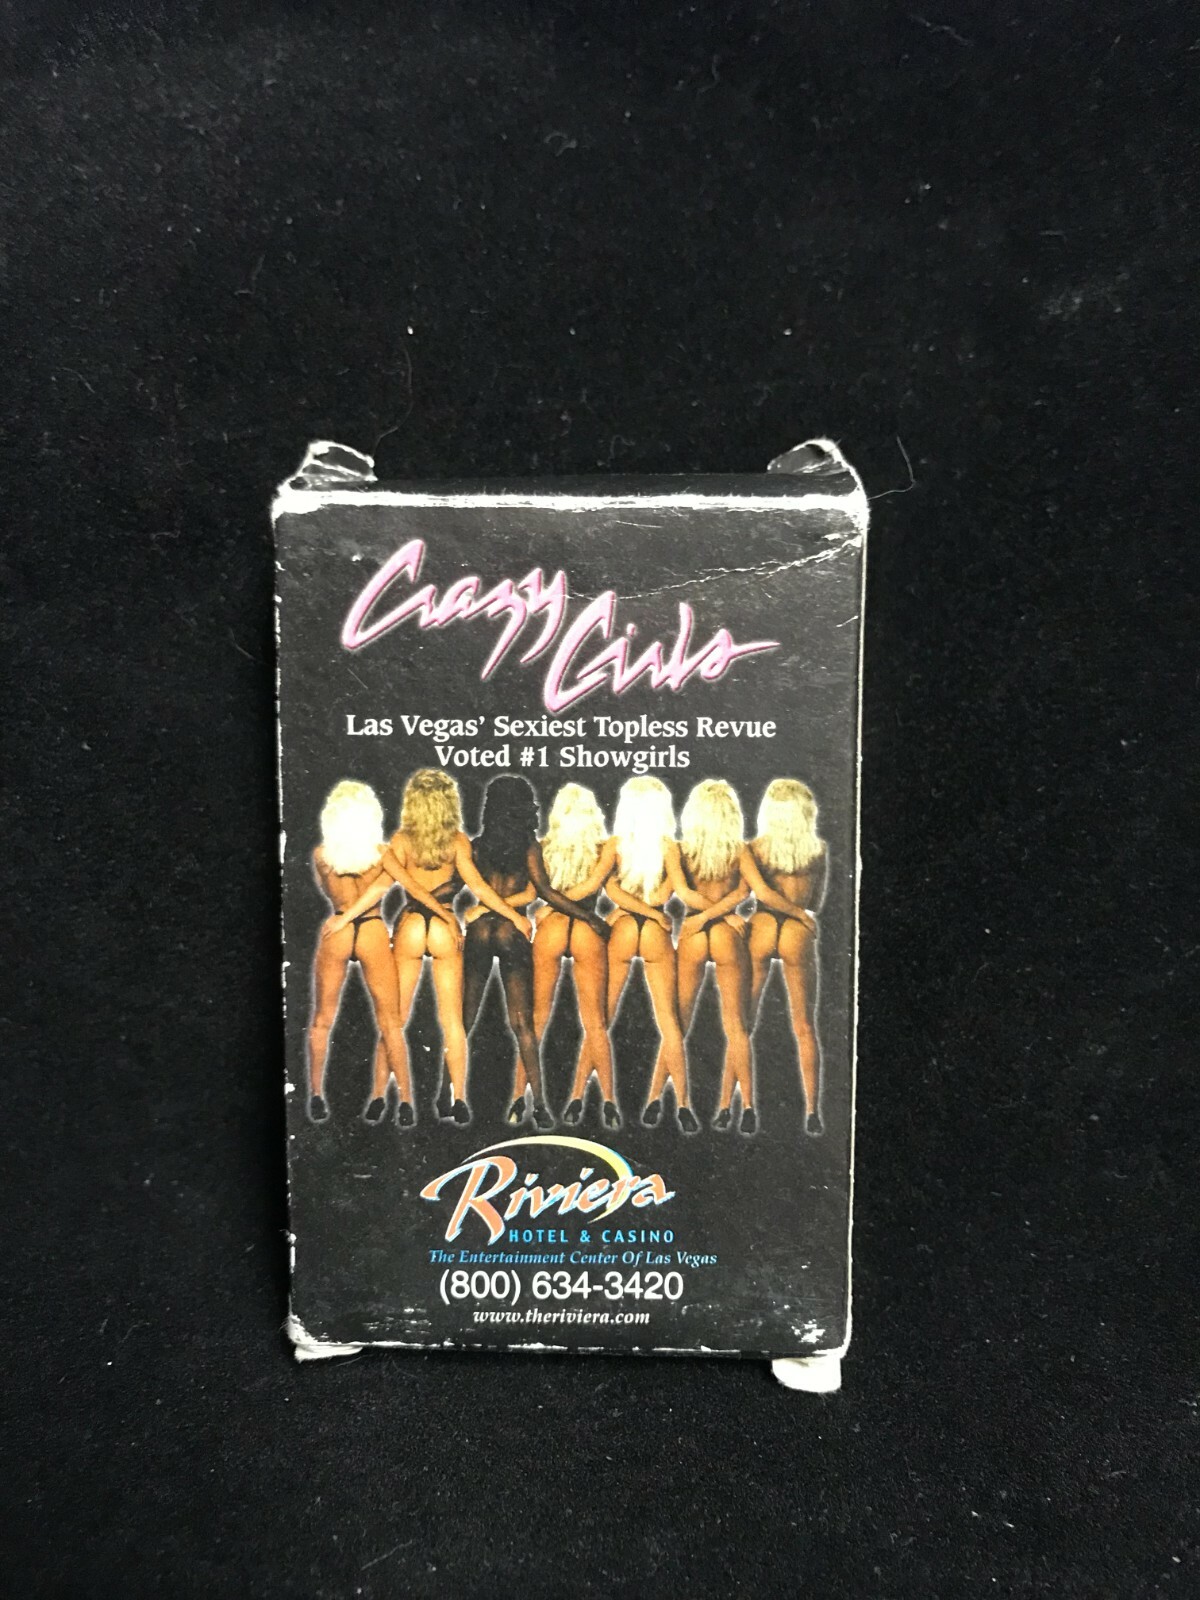 Crazy Girls
Las Vegas' Sexiest Topless Revue
Voted #1 Showgirls
Riviera
HOTEL & CASINO
The Entertainment Center Of Las Vegas
(800) 634-3420
www.theriviera.com